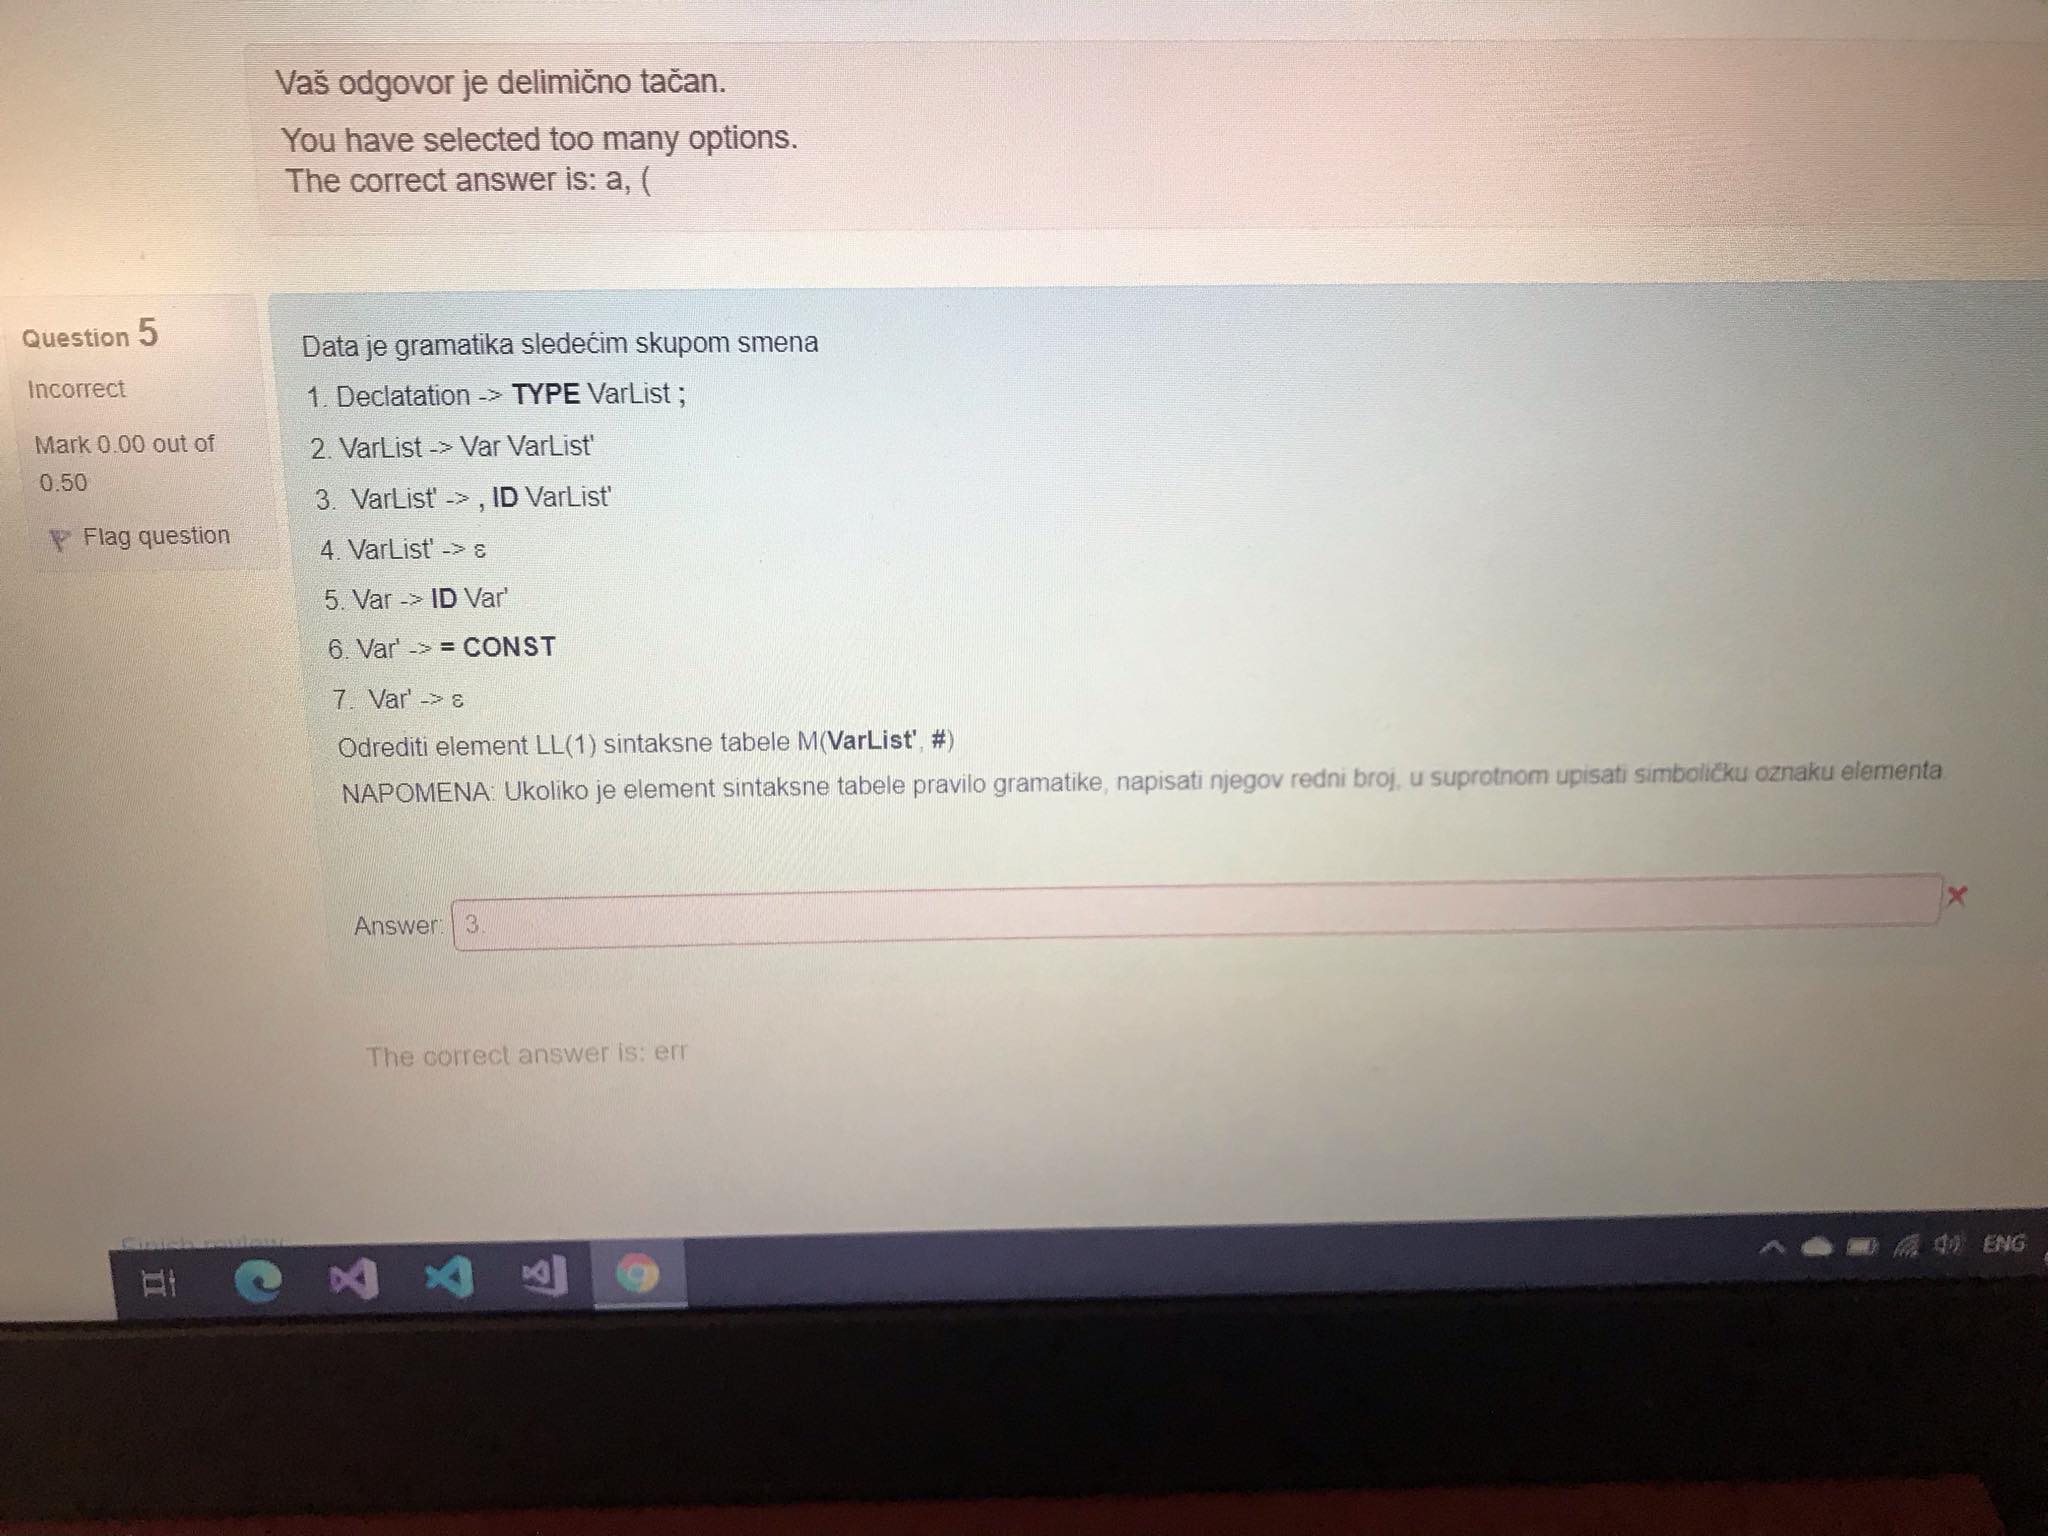 Vaš odgovor je delimično tačan.
You have selected too many options.
The correct answer is: a, (
Question 5
Incorrect
Mark 0.00 out of
0.50
Flag question
Data je gramatika sledećim skupom smena
1. Declatation -> TYPE VarList ;
2. VarList -> Var VarList'
3. VarList' -> , ID VarList'
4. VarList' -> ε
5. Var -> ID Var'
6. Var' -> = CONST
7. Var' -> ε
Odrediti element LL(1) sintaksne tabele M(VarList', #)
NAPOMENA: Ukoliko je element sintaksne tabele pravilo gramatike, napisati njegov redni broj, u suprotnom upisati simboličku oznaku elementa
Answer: 3.
The correct answer is: err
Finish review
ENG